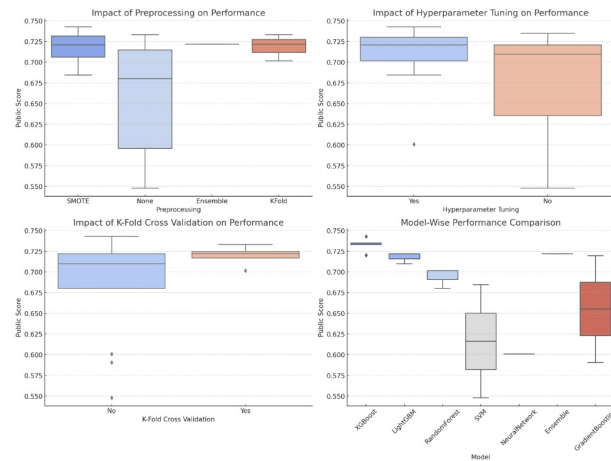 Impact of Preprocessing on Performance
0.750
0.725
0.700
0.675
0.650
0.625
0.600
0.575
0.550
Public Score
SMOTE None Ensemble KFold
Preprocessing
Impact of Hyperparameter Tuning on Performance
0.750
0.725
0.700
0.675
0.650
0.625
0.600
0.575
0.550
Public Score
Yes No
Hyperparameter Tuning
Impact of K-Fold Cross Validation on Performance
0.750
0.725
0.700
0.675
0.650
0.625
0.600
0.575
0.550
Public Score
No Yes
K-Fold Cross Validation
Model-Wise Performance Comparison
0.750
0.725
0.700
0.675
0.650
0.625
0.600
0.575
0.550
Public Score
XGBoost LightGBM RandomForest SVM NeuralNetwork Ensemble GradientBoosting
Model